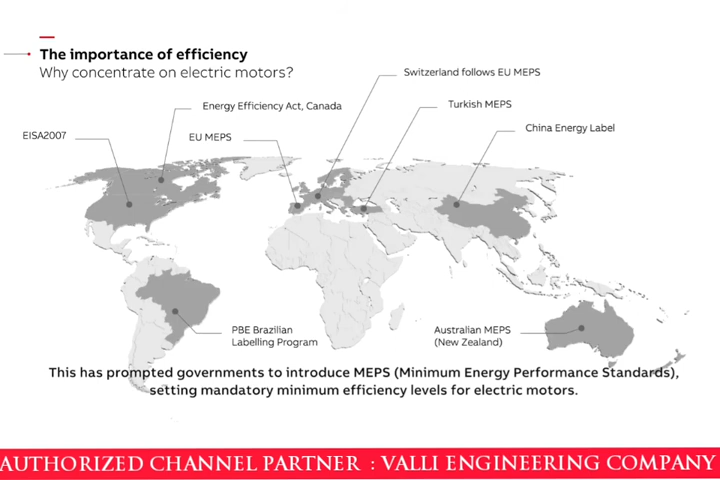 The importance of efficiency
Why concentrate on electric motors?
Switzerland follows EU MEPS
Energy Efficiency Act, Canada
Turkish MEPS
EISA2007
EU MEPS
China Energy Label
PBE Brazilian
Labelling Program
Australian MEPS
(New Zealand)
This has prompted governments to introduce MEPS (Minimum Energy Performance Standards),
setting mandatory minimum efficiency levels for electric motors.
AUTHORIZED CHANNEL PARTNER : VALLI ENGINEERING COMPANY